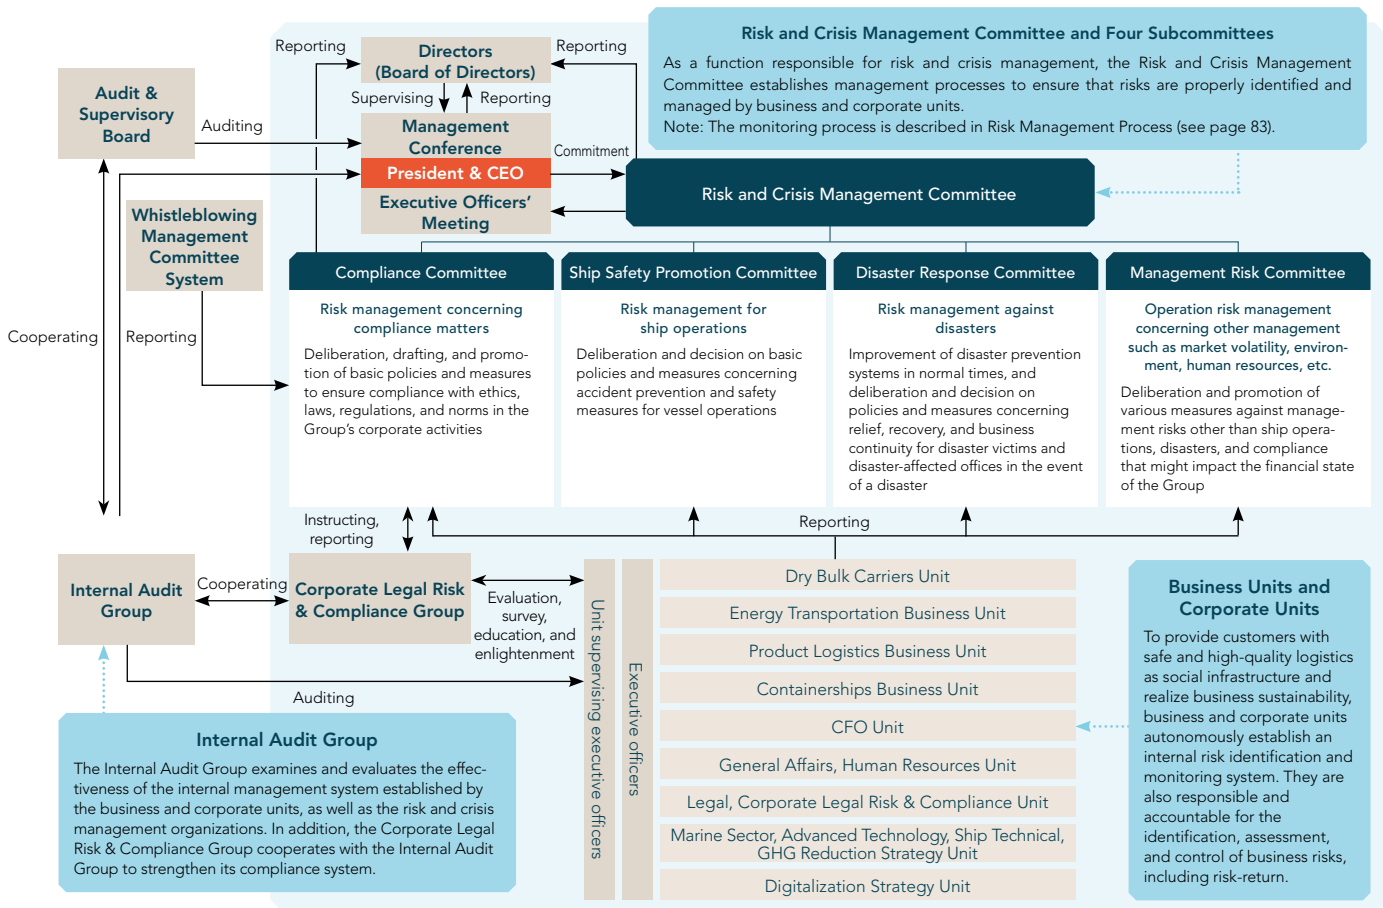 Risk and Crisis Management Committee and Four Subcommittees
As a function responsible for risk and crisis management, the Risk and Crisis Management
Committee establishes management processes to ensure that risks are properly identified and
managed by business and corporate units.
Note: The monitoring process is described in Risk Management Process (see page 83).
Reporting
Directors
(Board of Directors)
Reporting
Supervising
Reporting
Audit &
Supervisory
Board
Auditing
Management
Conference
President & CEO
Executive Officers'
Meeting
Commitment
Risk and Crisis Management Committee
Whistleblowing
Management
Committee
System
Cooperating
Reporting
Compliance Committee
Risk management concerning
compliance matters
Deliberation, drafting, and promo-
tion of basic policies and measures
to ensure compliance with ethics,
laws, regulations, and norms in the
Group's corporate activities
Ship Safety Promotion Committee
Risk management for
ship operations
Deliberation and decision on basic
policies and measures concerning
accident prevention and safety
measures for vessel operations
Disaster Response Committee
Risk management against
disasters
Improvement of disaster prevention
systems in normal times, and
deliberation and decision on
policies and measures concerning
relief, recovery, and business
continuity for disaster victims and
disaster-affected offices in the event
of a disaster
Management Risk Committee
Operation risk management
concerning other management
such as market volatility, environ-
ment, human resources, etc.
Deliberation and promotion of
various measures against manage-
ment risks other than ship opera-
tions, disasters, and compliance
that might impact the financial state
of the Group
Instructing,
reporting
Reporting
Internal Audit
Group
Cooperating
Corporate Legal Risk
& Compliance Group
Evaluation,
survey,
education, and
enlightenment
Auditing
Unit supervising executive officers
Executive officers
Dry Bulk Carriers Unit
Energy Transportation Business Unit
Product Logistics Business Unit
Containerships Business Unit
CFO Unit
General Affairs, Human Resources Unit
Legal, Corporate Legal Risk & Compliance Unit
Marine Sector, Advanced Technology, Ship Technical,
GHG Reduction Strategy Unit
Digitalization Strategy Unit
Business Units and
Corporate Units
To provide customers with
safe and high-quality logistics
as social infrastructure and
realize business sustainability,
business and corporate units
autonomously establish an
internal risk identification and
monitoring system. They are
also responsible and
accountable for the
identification, assessment,
and control of business risks,
including risk-return.
Internal Audit Group
The Internal Audit Group examines and evaluates the effec-
tiveness of the internal management system established by
the business and corporate units, as well as the risk and crisis
management organizations. In addition, the Corporate Legal
Risk & Compliance Group cooperates with the Internal Audit
Group to strengthen its compliance system.